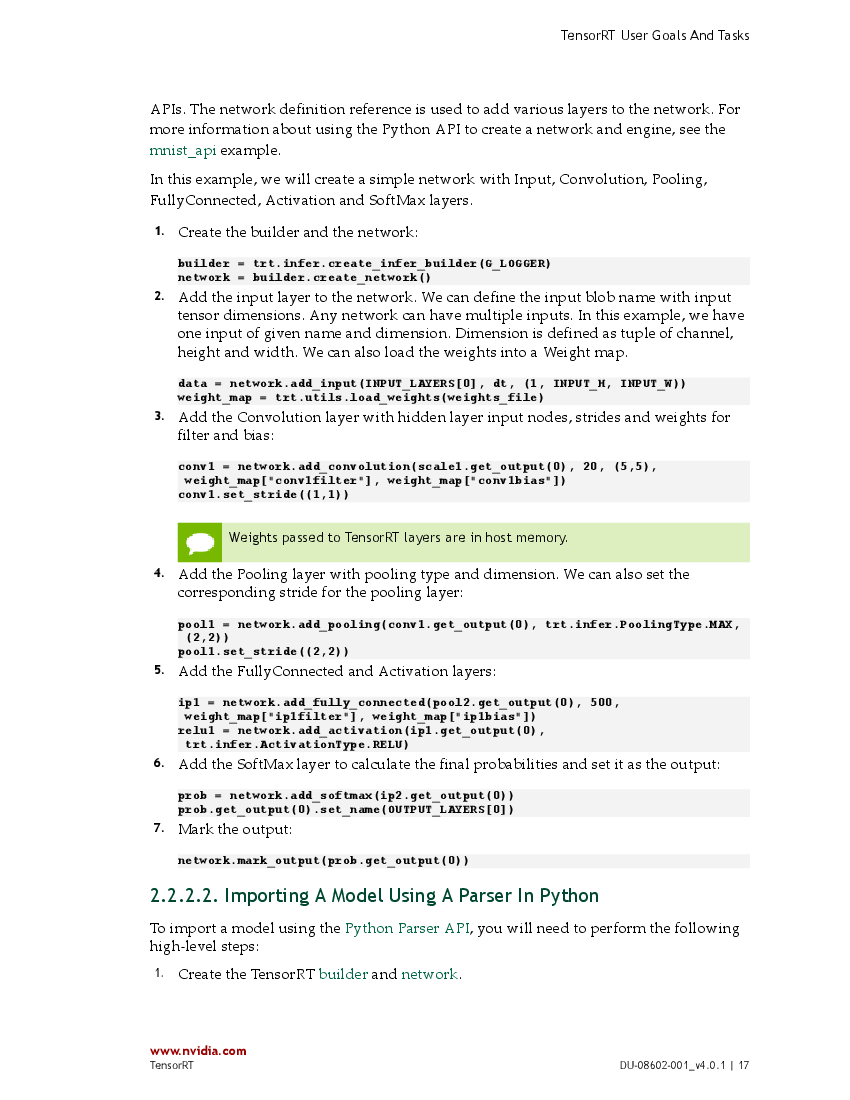 TensorRT User Goals And Tasks
APIs. The network definition reference is used to add various layers to the network. For
more information about using the Python API to create a network and engine, see the
mnist_api example.
In this example, we will create a simple network with Input, Convolution, Pooling,
FullyConnected, Activation and SoftMax layers.
1. Create the builder and the network:
builder = trt.infer.create_infer_builder(G_LOGGER)
network = builder.create_network()
2. Add the input layer to the network. We can define the input blob name with input
tensor dimensions. Any network can have multiple inputs. In this example, we have
one input of given name and dimension. Dimension is defined as tuple of channel,
height and width. We can also load the weights into a Weight map.
data = network.add_input(INPUT_LAYERS[0], dt, (1, INPUT_H, INPUT_W))
weight_map = trt.utils.load_weights(weights_file)
3. Add the Convolution layer with hidden layer input nodes, strides and weights for
filter and bias:
conv1 = network.add_convolution(scale1.get_output(0), 20, (5,5),
weight_map["conv1filter"], weight_map["conv1bias"])
conv1.set_stride((1,1))
Weights passed to TensorRT layers are in host memory.
4. Add the Pooling layer with pooling type and dimension. We can also set the
corresponding stride for the pooling layer:
pool1 = network.add_pooling(conv1.get_output(0), trt.infer.PoolingType.MAX,
(2,2))
pool1.set_stride((2,2))
5. Add the FullyConnected and Activation layers:
ip1 = network.add_fully_connected(pool2.get_output(0), 500,
weight_map["ip1filter"], weight_map["ip1bias"])
relu1 = network.add_activation(ip1.get_output(0),
trt.infer.ActivationType.RELU)
6. Add the SoftMax layer to calculate the final probabilities and set it as the output:
prob = network.add_softmax(ip2.get_output(0))
prob.get_output(0).set_name(OUTPUT_LAYERS[0])
7. Mark the output:
network.mark_output(prob.get_output(0))
2.2.2.2. Importing A Model Using A Parser In Python
To import a model using the Python Parser API, you will need to perform the following
high-level steps:
1. Create the TensorRT builder and network.
www.nvidia.com
TensorRT DU-08602-001_v4.0.1 | 17